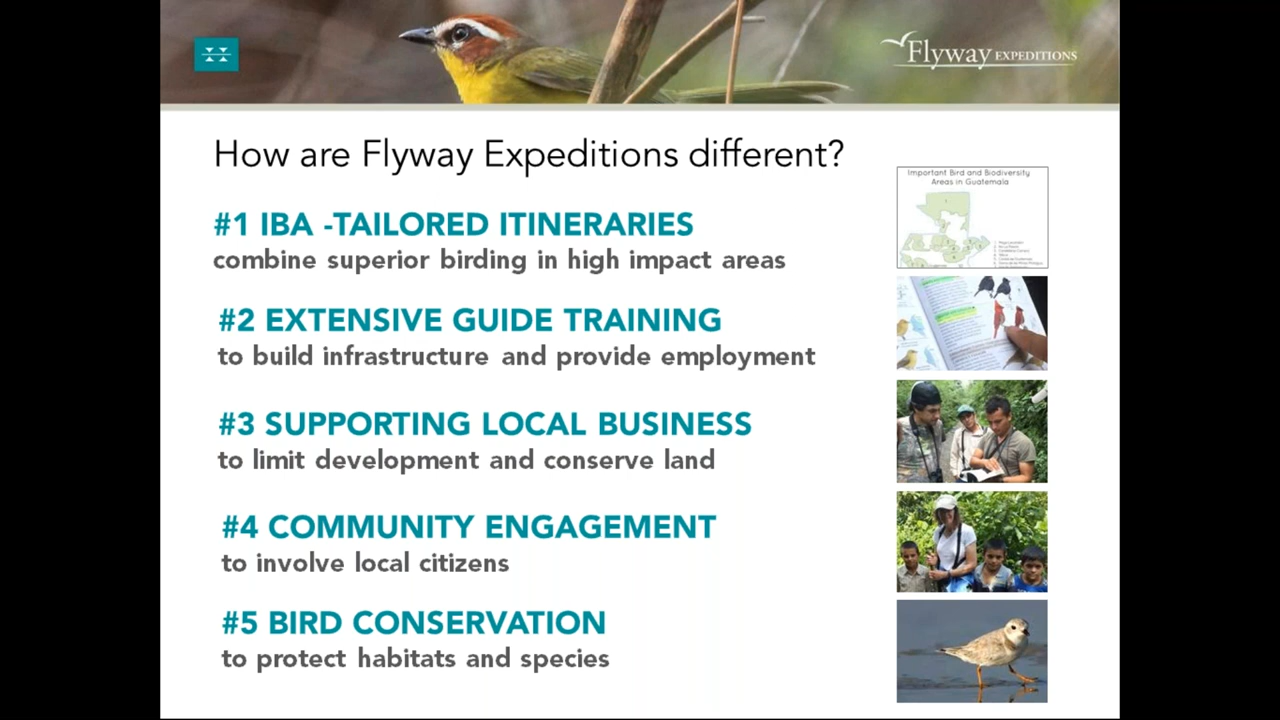 Flyway EXPEDITIONS
How are Flyway Expeditions different?
Important Bird and Biodiversity
Areas in Guatemala
#1 IBA -TAILORED ITINERARIES
combine superior birding in high impact areas
#2 EXTENSIVE GUIDE TRAINING
to build infrastructure and provide employment
#3 SUPPORTING LOCAL BUSINESS
to limit development and conserve land
#4 COMMUNITY ENGAGEMENT
to involve local citizens
#5 BIRD CONSERVATION
to protect habitats and species